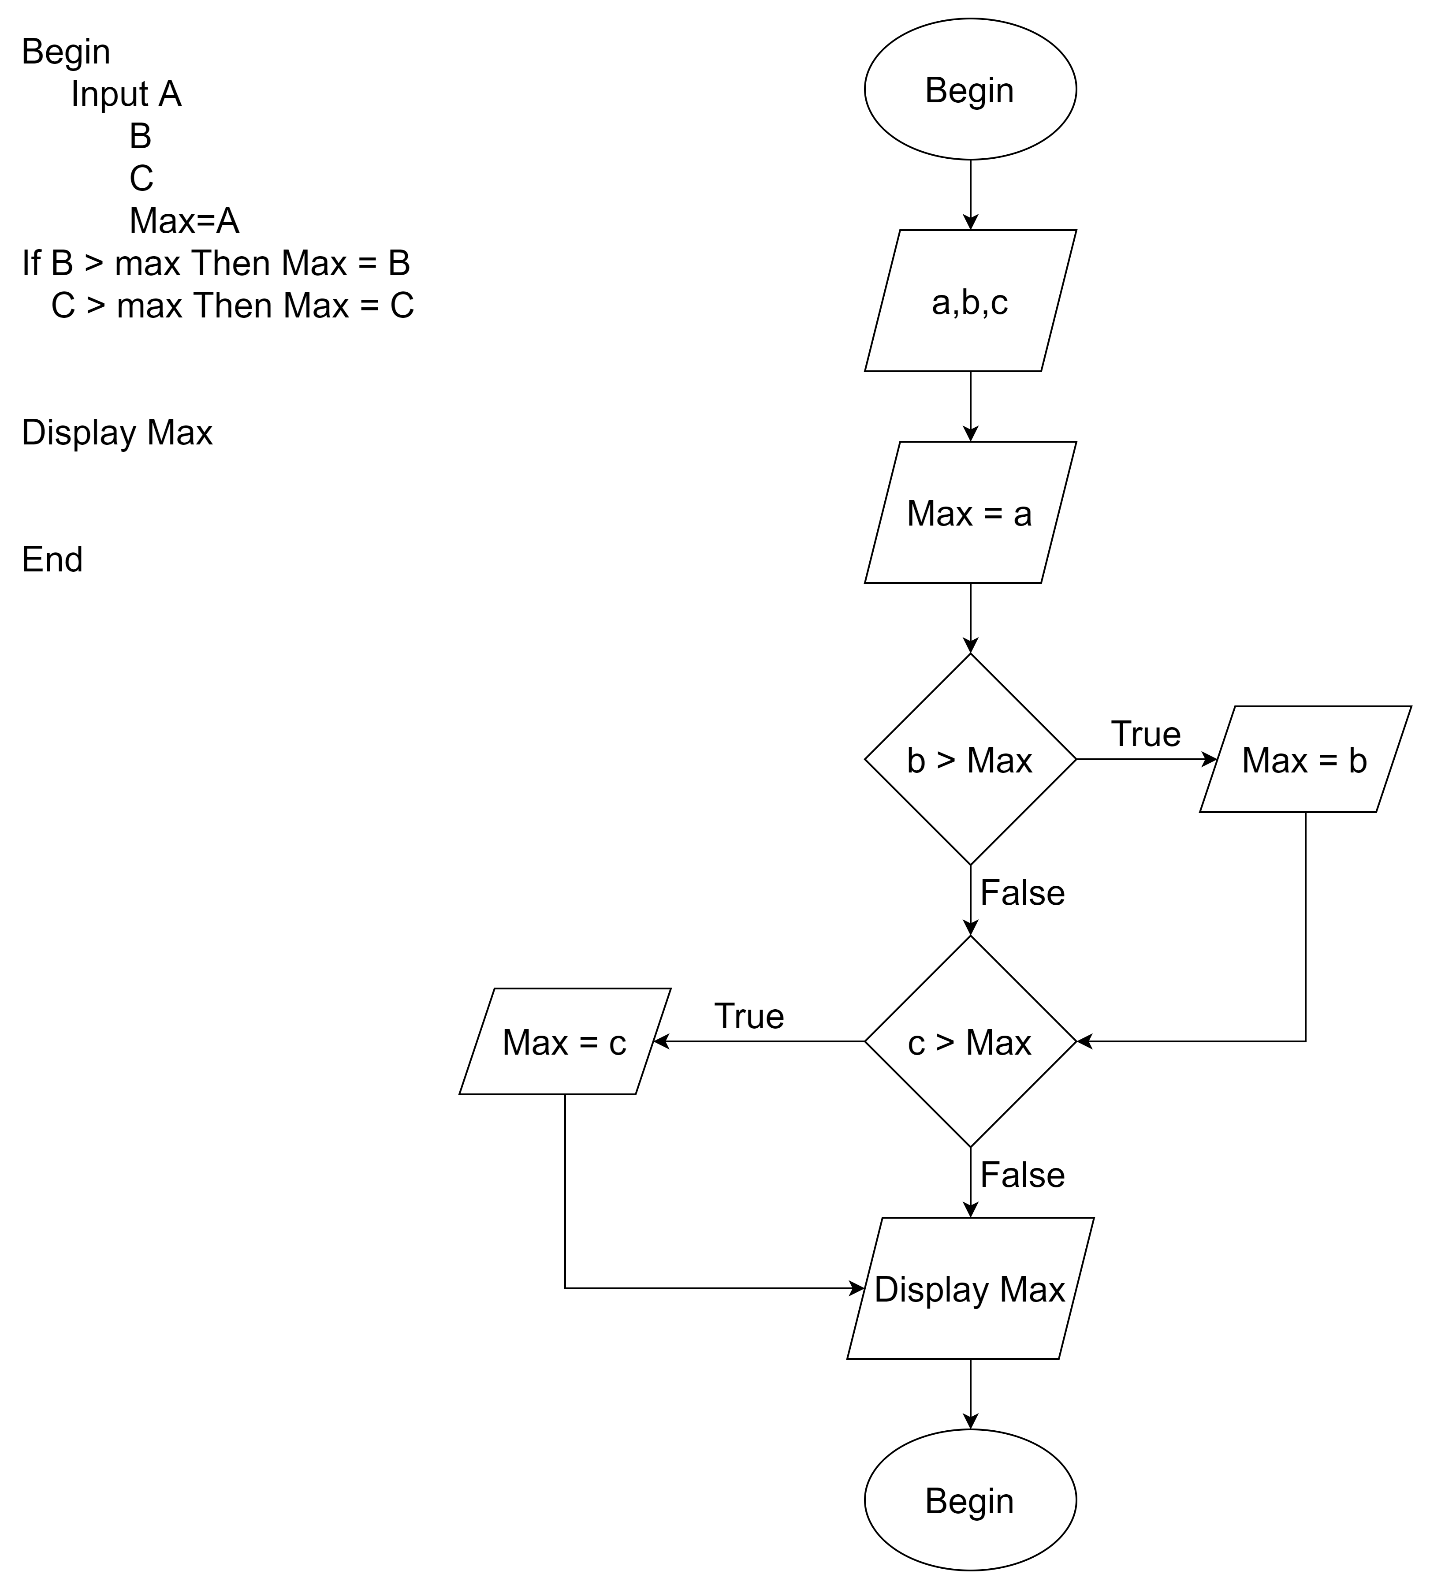 Begin
Input A
B
C
Max=A
If B > max Then Max = B
C > max Then Max = C
Display Max
End
Begin
a,b,c
Max = a
b > Max
True
Max = b
False
Max = c
True
c > Max
False
Display Max
Begin